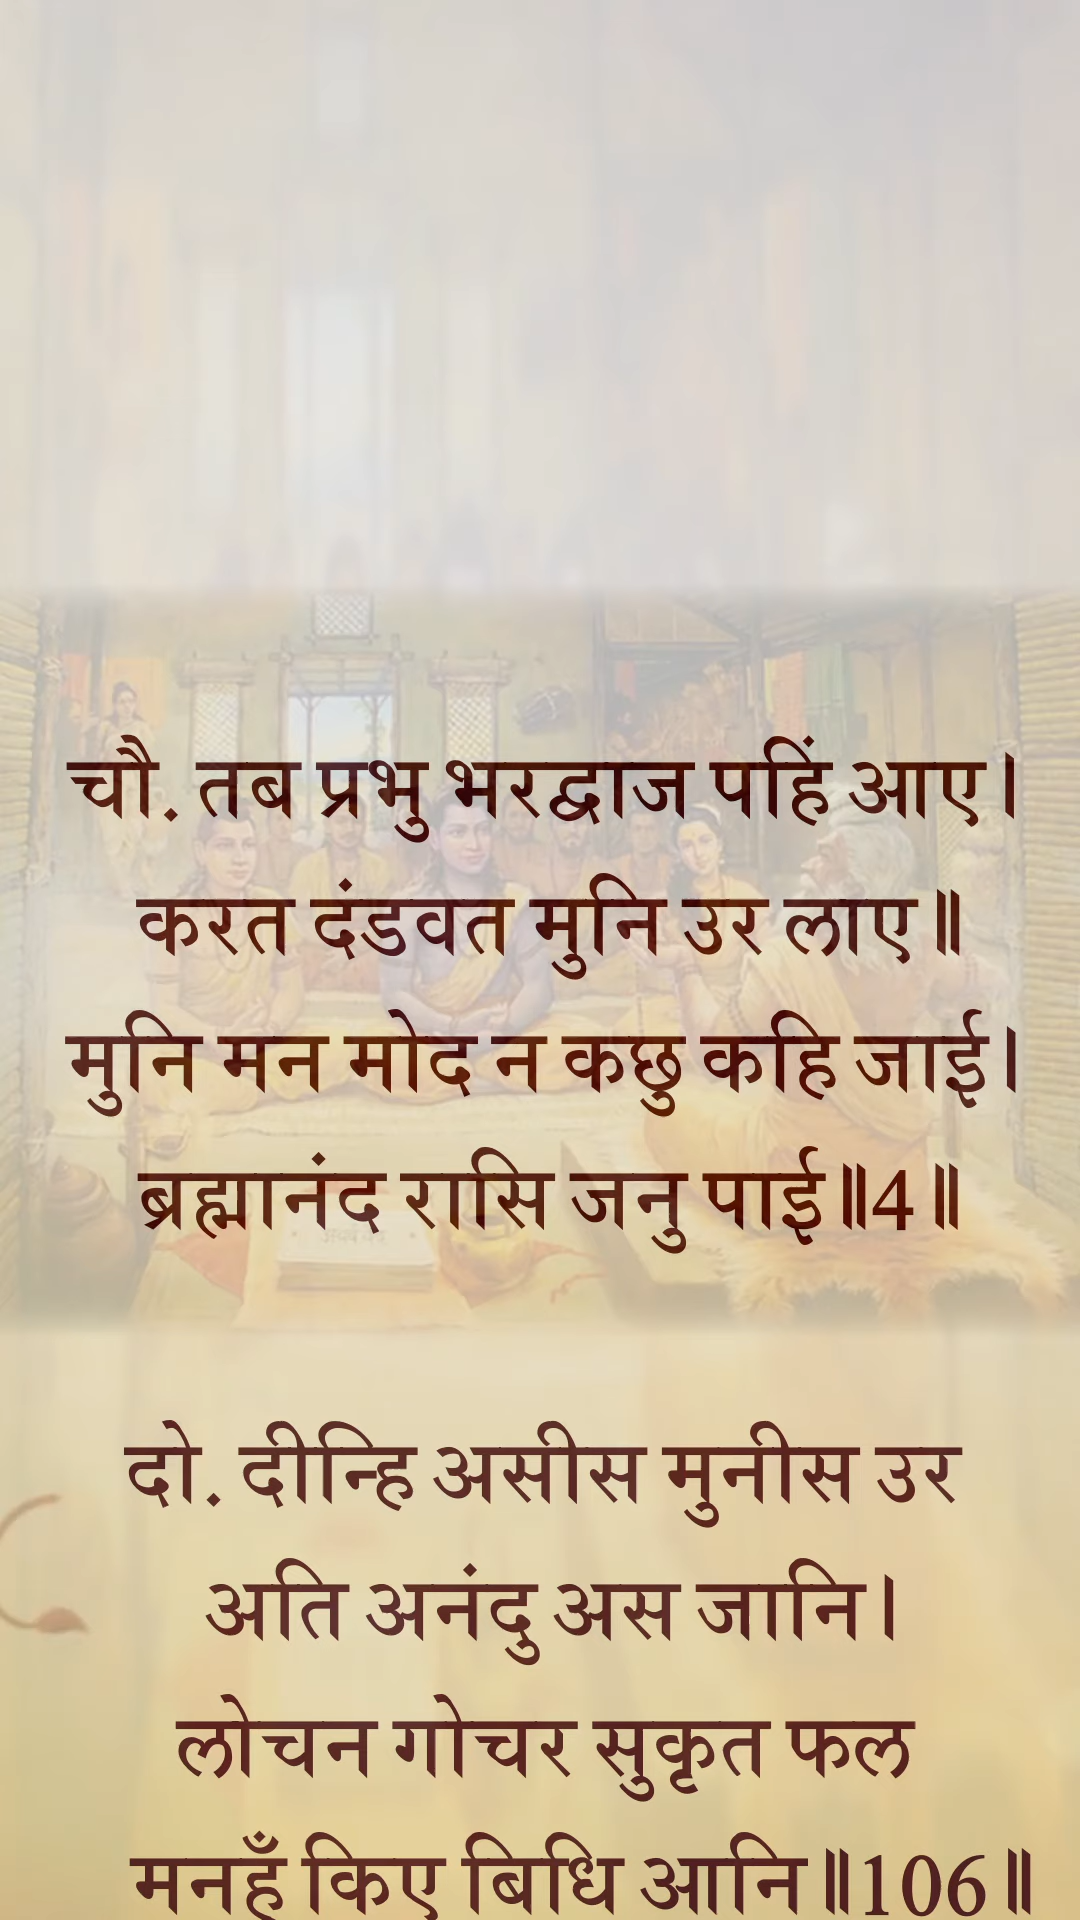 चौ. तब प्रभु भरद्वाज पहिं आए।
करत दंडवत मुनि उर लाए॥
मुनि मन मोद न कछु कहि जाई।
ब्रह्मानंद रासि जनु पाई॥4॥
दो. दीन्हि असीस मुनीस उर
अति अनंदु अस जानि।
लोचन गोचर सुकृत फल
मनहँ किए बिधि आनि॥106॥